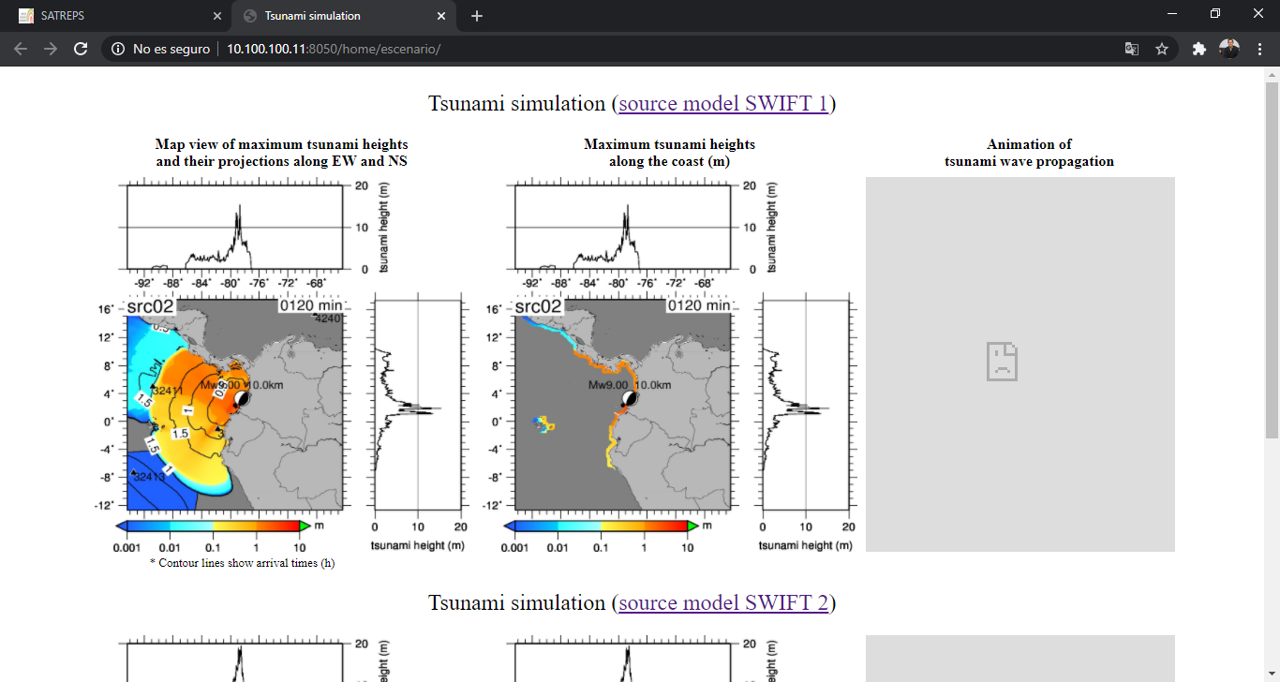 SATREPS
Tsunami simulation
No es seguro
10.100.100.11:8050/home/escenario/
Tsunami simulation (source model SWIFT 1)
Map view of maximum tsunami heights
and their projections along EW and NS
20
10
0
tsunami height (m)
-92° -88° -84° -80° -76° -72° -68°
src02
0120 min
16°
12°
8°
4°
0°
-4°
-8°
-12°
4240
0.5
32411
Mw9.00
10.0km
1.5
1
1.5
1.5
1
32413
m
0.001 0.01 0.1 1 10
0 10 20
tsunami height (m)
* Contour lines show arrival times (h)
Maximum tsunami heights
along the coast (m)
20
10
0
tsunami height (m)
-92° -88° -84° -80° -76° -72° -68°
src02
0120 min
16°
12°
8°
4°
0°
-4°
-8°
-12°
Mw9.00 10.0km
m
0.001 0.01 0.1 1 10
0 10 20
tsunami height (m)
Animation of
tsunami wave propagation
Tsunami simulation (source model SWIFT 2)
20
20